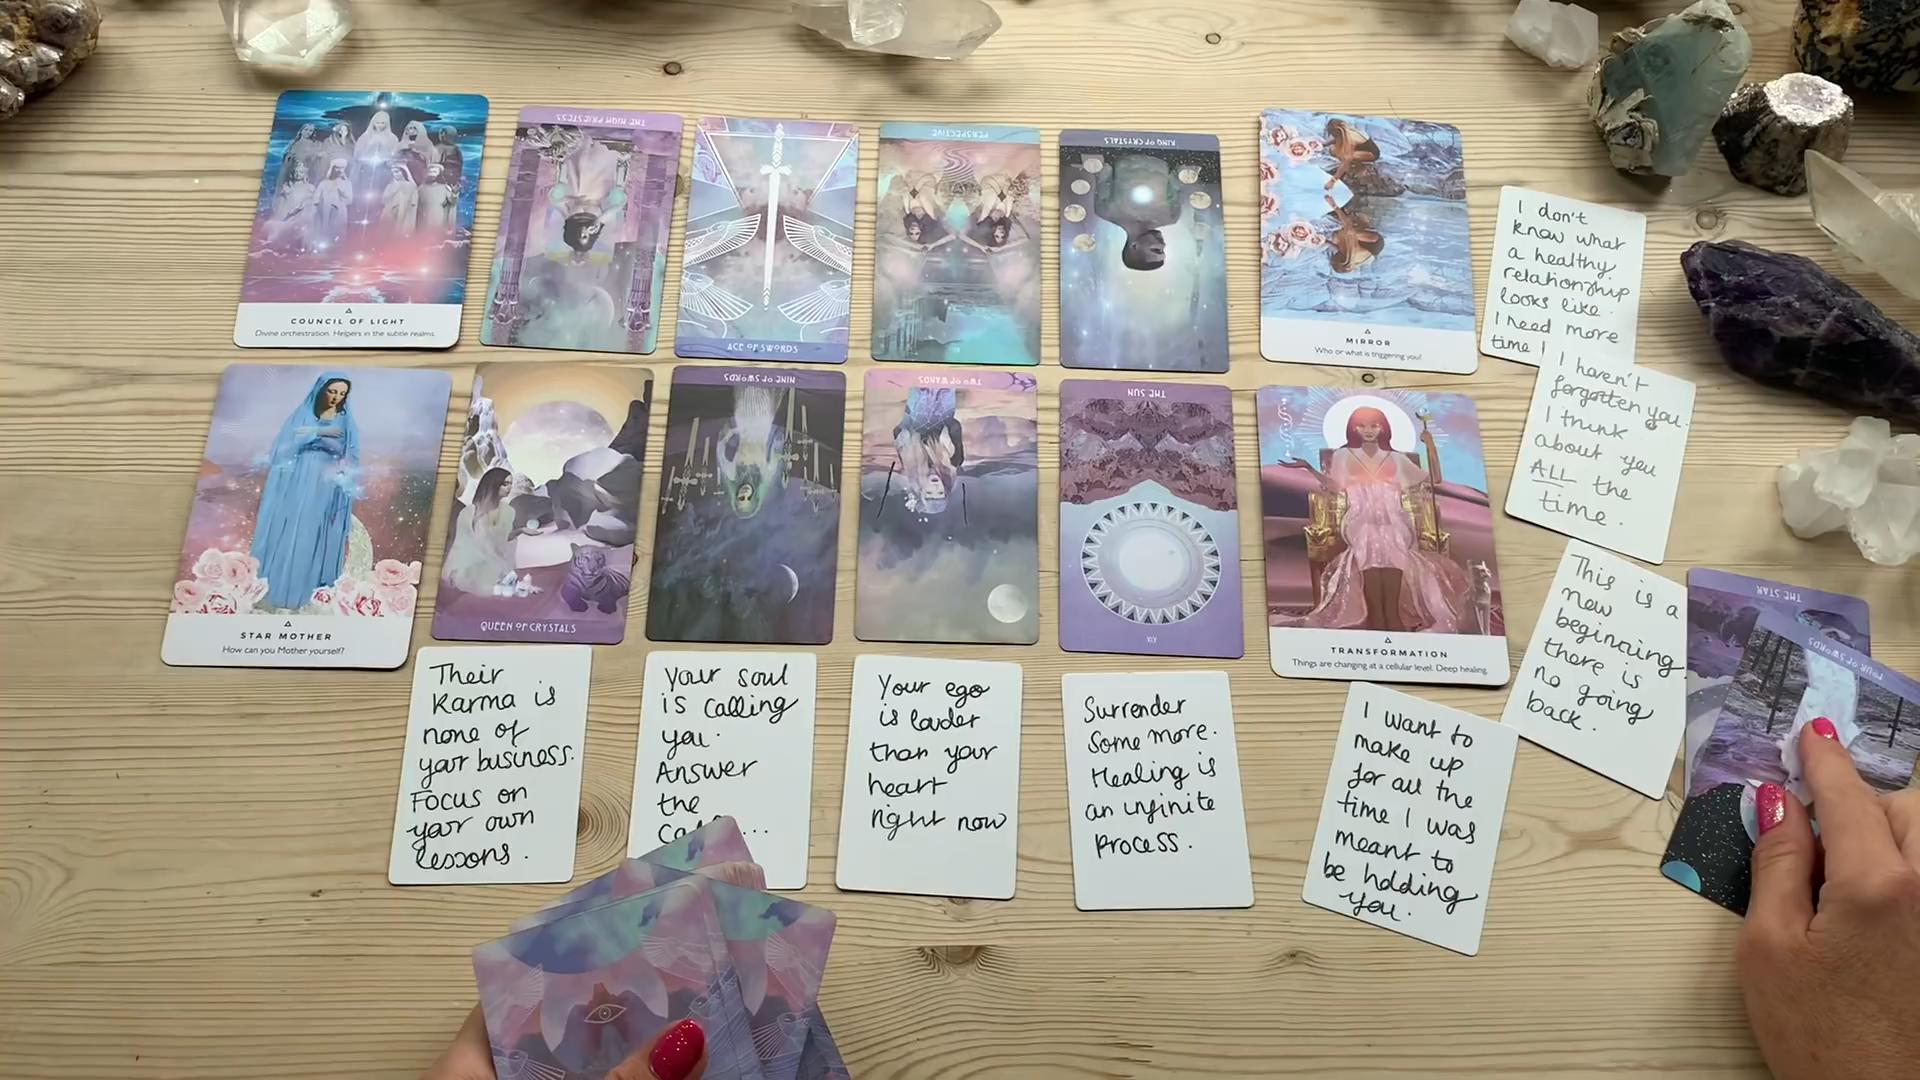 THE HIGH PRIESTESS
PERSPECTIVE
KING OF CRYSTALS
COUNCIL OF LIGHT
Divine orchestration. Helpers in the subtle realms.
ACE OF SWORDS
MIRROR
Who or what is triggering you?
I don't
know what
a healthy
relationship
looks like.
I need more
time!
NINE OF SWORDS
TWO OF WANDS
THE SUN
XIX
STAR MOTHER
How can you Mother yourself?
QUEEN OF CRYSTALS
TRANSFORMATION
Things are changing at a cellular level. Deep healing.
I haven't
forgotten you.
I think
about you
ALL the
time.
This is a
new
beginning
there is
no going
back.
THE STAR
FOUR OF SWORDS
Their
Karma is
none of
your business.
Focus on
your own
lessons.
Your soul
is calling
you.
Answer
the
Your ego
is louder
than your
heart
right now
Surrender
some more.
Healing is
an infinite
process.
I want to
make up
for all the
time I was
meant to
be holding
you.